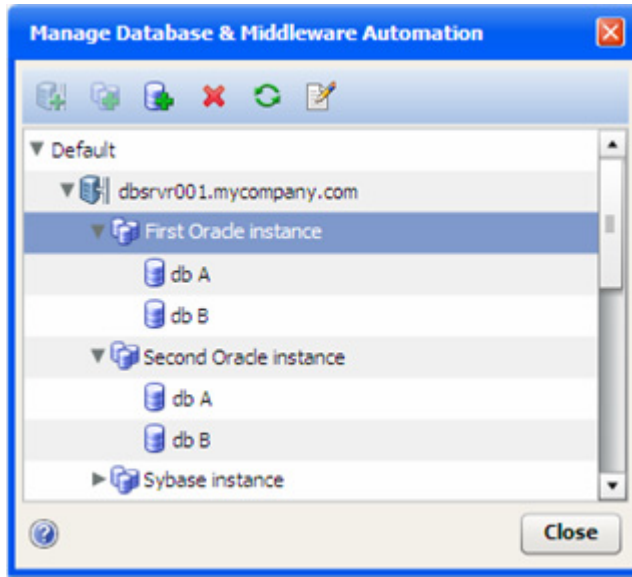 Manage Database & Middleware Automation
Default
dbsrvr001.mycompany.com
First Oracle instance
db A
db B
Second Oracle instance
db A
db B
Sybase instance
Close